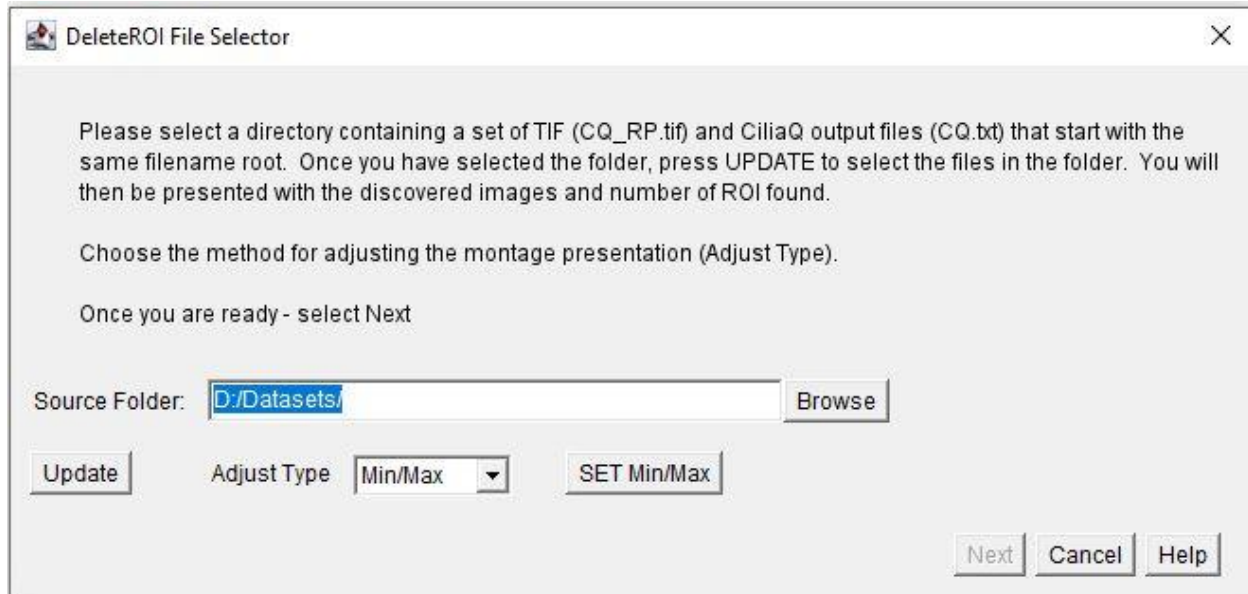 DeleteROI File Selector
Please select a directory containing a set of TIF (CQ_RP.tif) and CiliaQ output files (CQ.txt) that start with the
same filename root.  Once you have selected the folder, press UPDATE to select the files in the folder.  You will
then be presented with the discovered images and number of ROI found.
Choose the method for adjusting the montage presentation (Adjust Type).
Once you are ready - select Next
Source Folder: D:/Datasets/ Browse
Update Adjust Type Min/Max SET Min/Max
Next Cancel Help